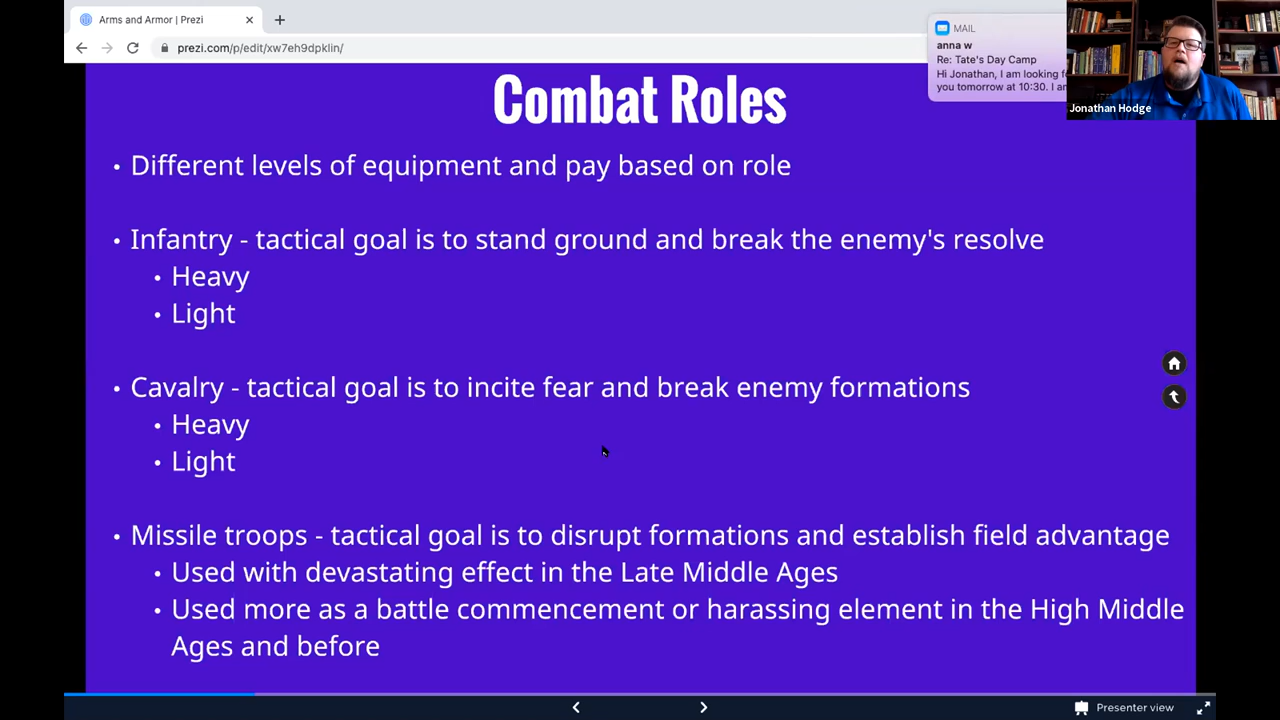 Arms and Armor | Prezi
prezi.com/p/edit/xw7eh9dpklin/
MAIL
anna w
Re: Tate's Day Camp
Hi Jonathan, I am looking
you tomorrow at 10:30. I
Jonathan Hodge
Combat Roles
• Different levels of equipment and pay based on role
• Infantry - tactical goal is to stand ground and break the enemy's resolve
• Heavy
• Light
• Cavalry - tactical goal is to incite fear and break enemy formations
• Heavy
• Light
• Missile troops - tactical goal is to disrupt formations and establish field advantage
• Used with devastating effect in the Late Middle Ages
• Used more as a battle commencement or harassing element in the High Middle
Ages and before
Presenter view